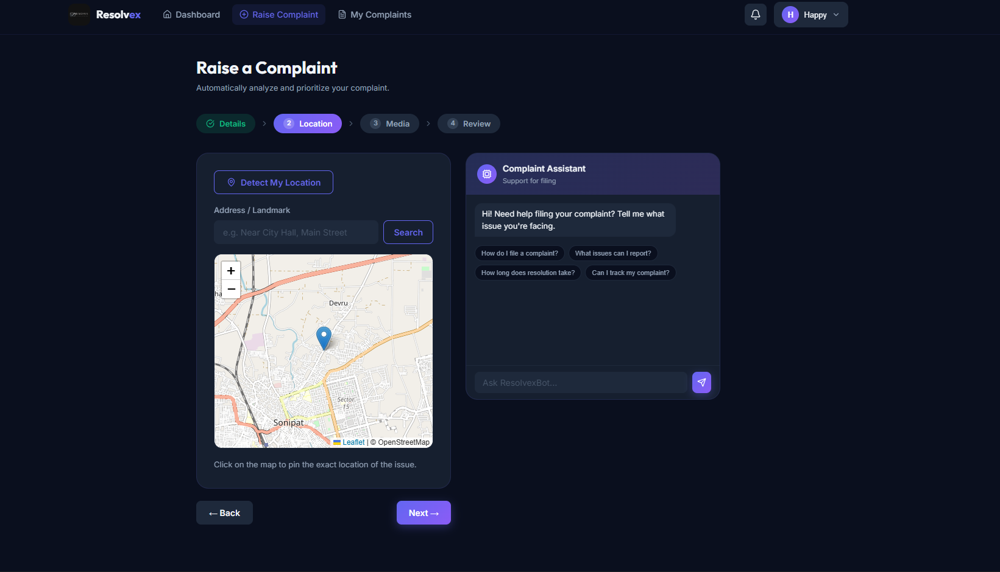 Resolvex
Dashboard
Raise Complaint
My Complaints
H
Happy
Raise a Complaint
Automatically analyze and prioritize your complaint.
Details
2 Location
3 Media
4 Review
Detect My Location
Address / Landmark
e.g. Near City Hall, Main Street
Search
+
−
ha
Devru
Sector
15
Sonipat
Leaflet | © OpenStreetMap
Click on the map to pin the exact location of the issue.
← Back
Next →
Complaint Assistant
Support for filing
Hi! Need help filing your complaint? Tell me what
issue you're facing.
How do I file a complaint?
What issues can I report?
How long does resolution take?
Can I track my complaint?
Ask ResolvexBot...